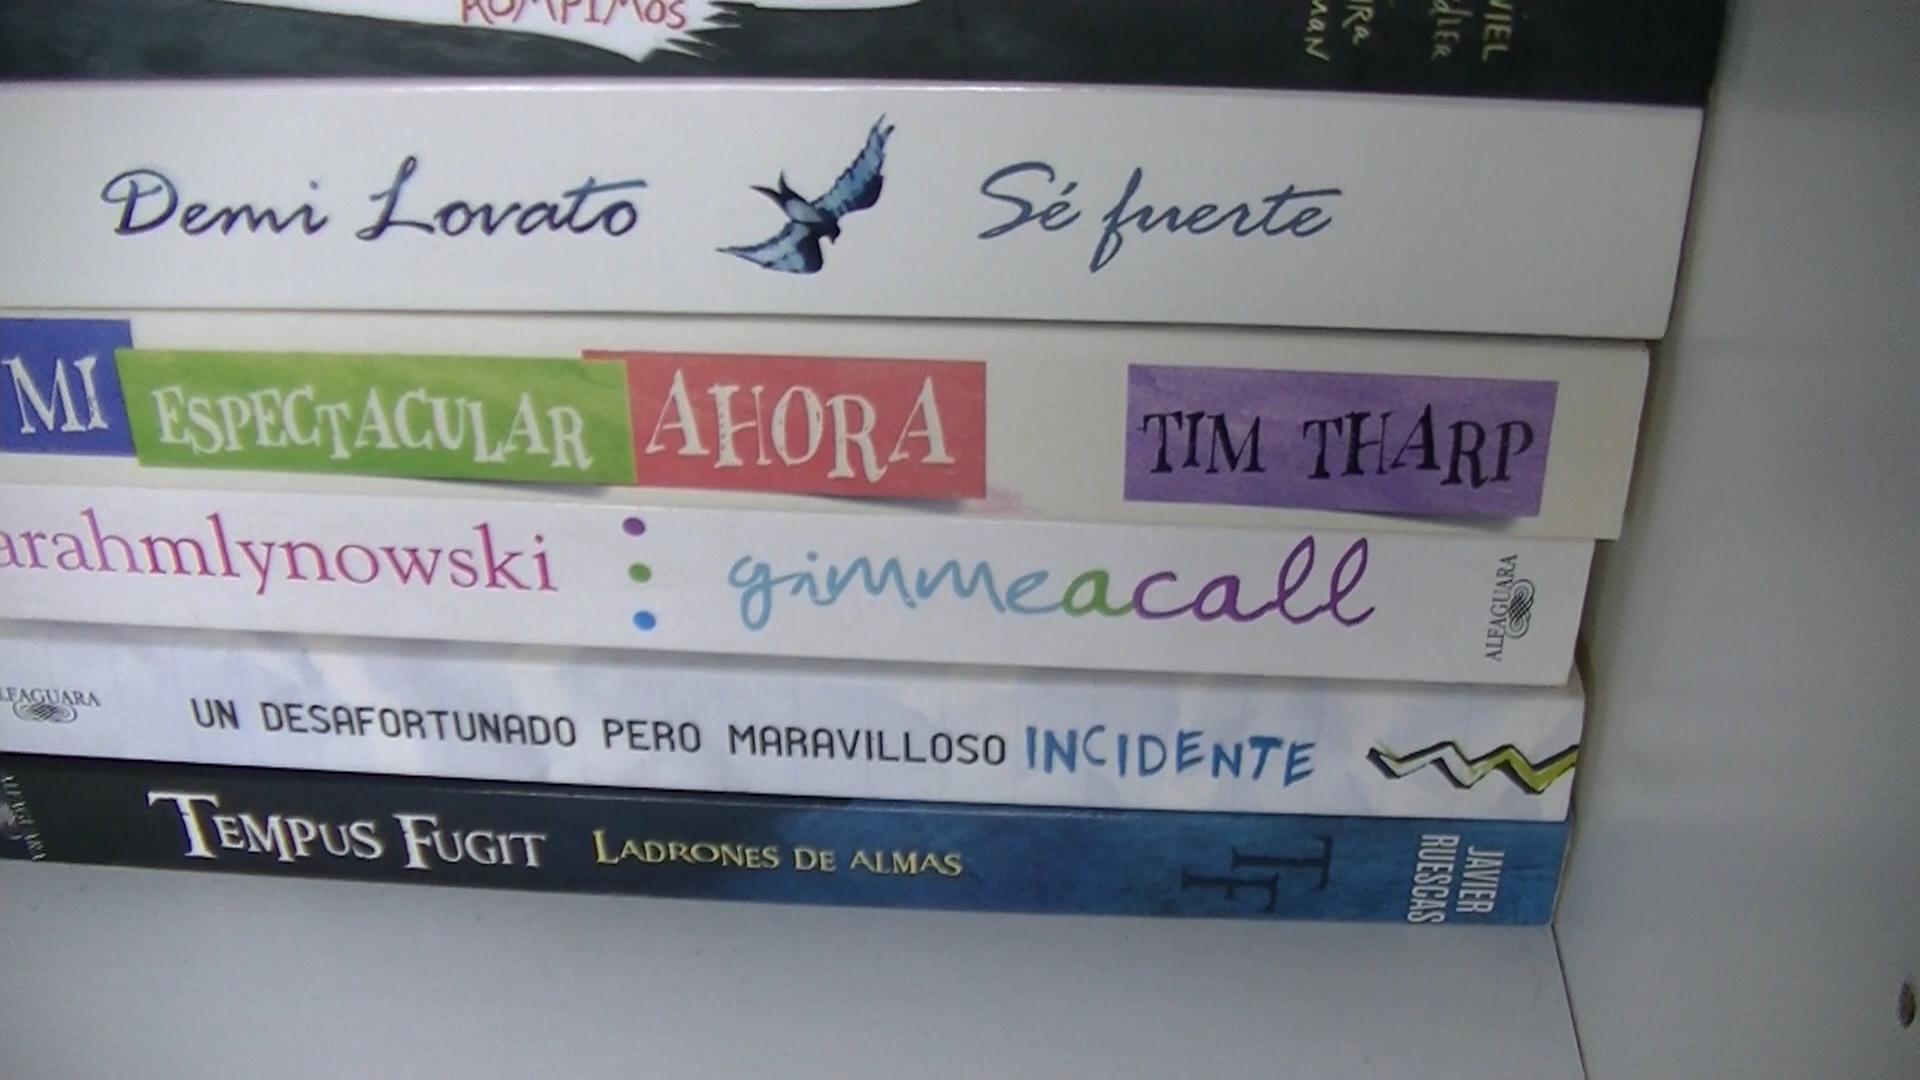 ROMPIMOS
Demi Lovato Sé fuerte
MI ESPECTACULAR AHORA TIM THARP
arahmlynowski gimmeacall ALFAGUARA
LFAGUARA UN DESAFORTUNADO PERO MARAVILLOSO INCIDENTE
TEMPUS FUGIT LADRONES DE ALMAS TF JAVIER RUESCAS